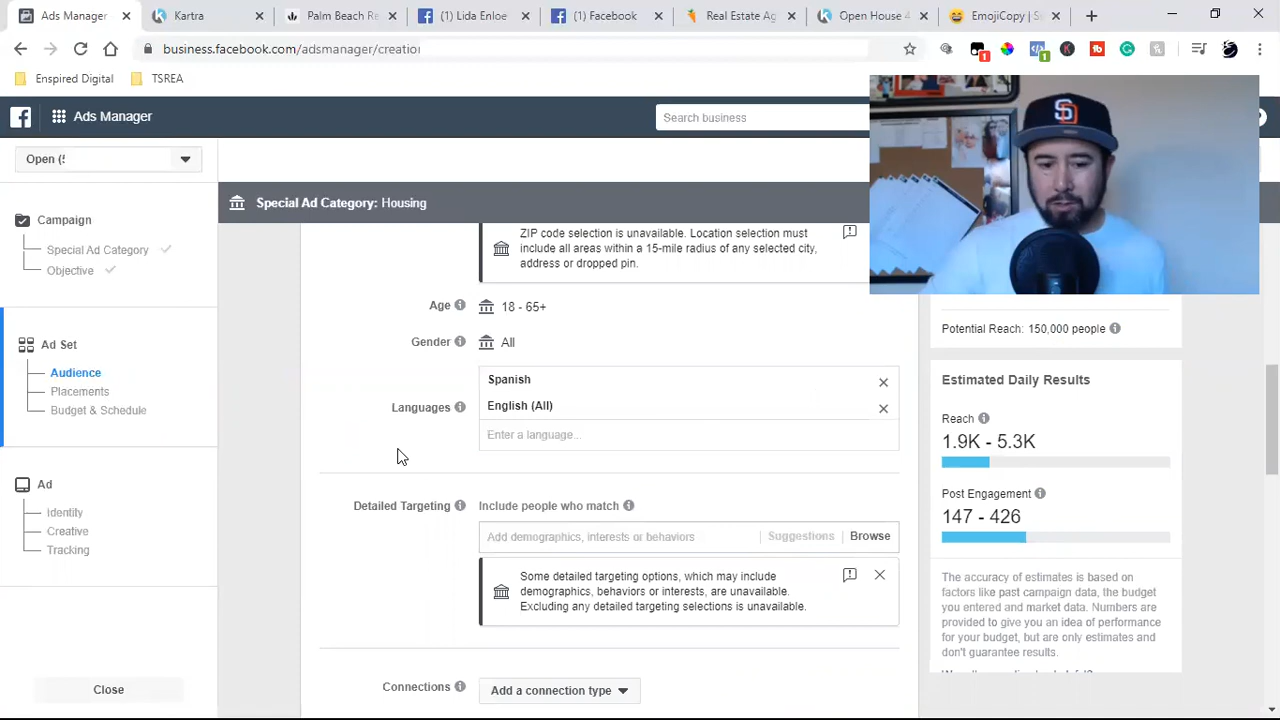 Ads Manager
Kartra
Palm Beach Re
(1) Lida Enloe
(1) Facebook
Real Estate Ag
Open House 4
EmojiCopy | S
business.facebook.com/adsmanager/creation
Enspired Digital
TSREA
Ads Manager
Search business
Open (
Special Ad Category: Housing
Campaign
Special Ad Category
Objective
Ad Set
Audience
Placements
Budget & Schedule
Ad
Identity
Creative
Tracking
Close
ZIP code selection is unavailable. Location selection must
include all areas within a 15-mile radius of any selected city,
address or dropped pin.
Age
18 - 65+
Gender
All
Languages
Spanish
English (All)
Enter a language...
Detailed Targeting
Include people who match
Add demographics, interests or behaviors
Suggestions
Browse
Some detailed targeting options, which may include
demographics, behaviors or interests, are unavailable.
Excluding any detailed targeting selections is unavailable.
Connections
Add a connection type
Potential Reach: 150,000 people
Estimated Daily Results
Reach
1.9K - 5.3K
Post Engagement
147 - 426
The accuracy of estimates is based on
factors like past campaign data, the budget
you entered and market data. Numbers are
provided to give you an idea of performance
for your budget, but are only estimates and
don't guarantee results.